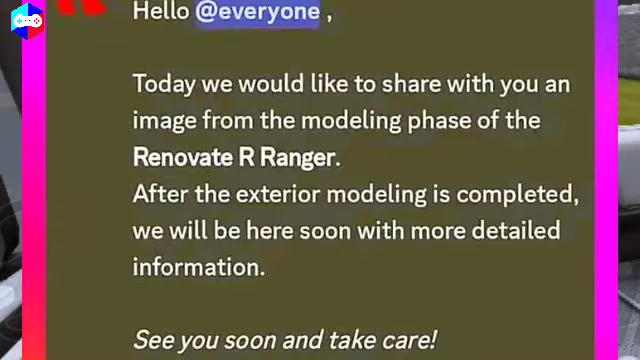 Hello @everyone ,
Today we would like to share with you an
image from the modeling phase of the
Renovate R Ranger.
After the exterior modeling is completed,
we will be here soon with more detailed
information.
See you soon and take care!